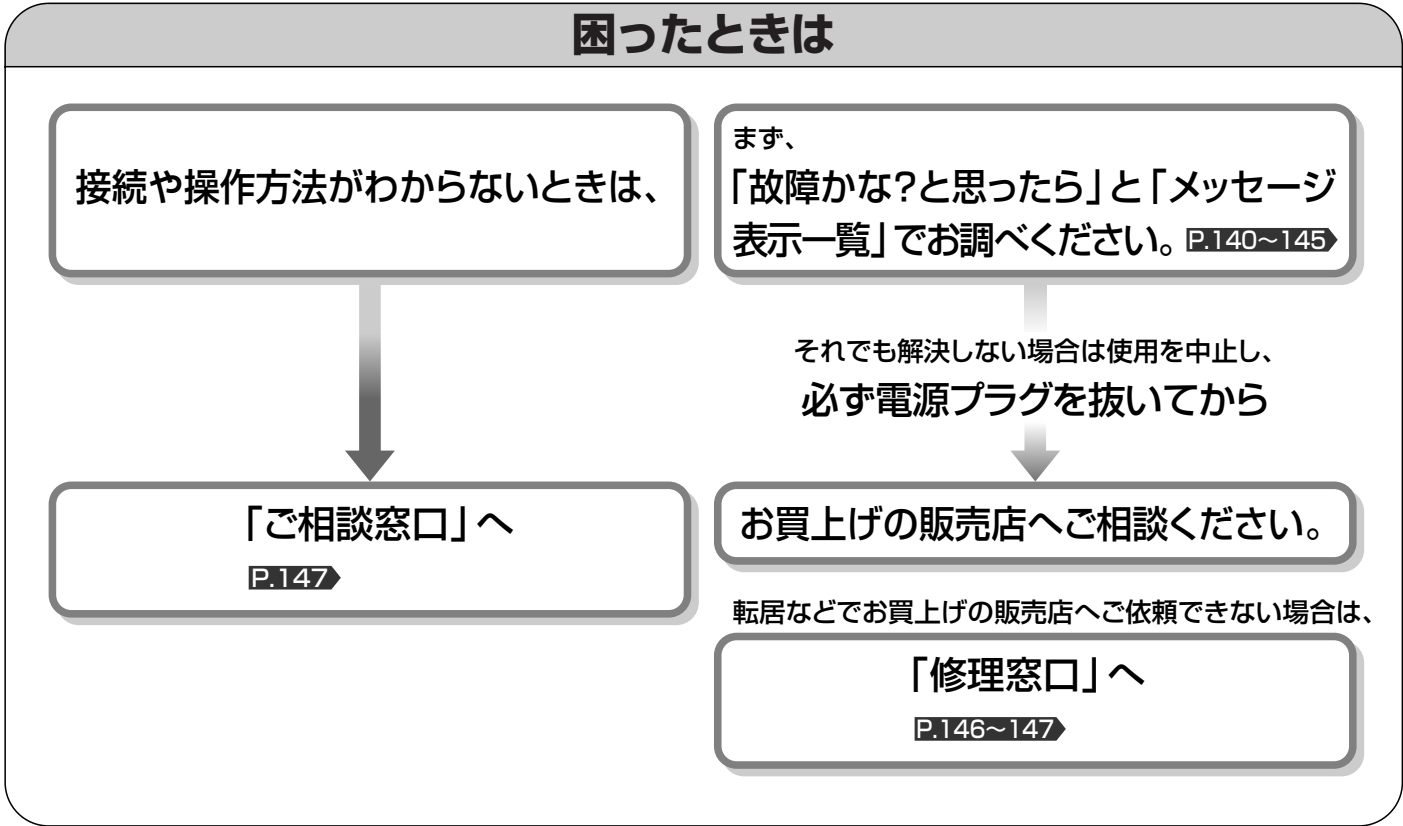 困ったときは
接続や操作方法がわからないときは、
「ご相談窓口」へ
P.147
まず、
「故障かな?と思ったら」と「メッセージ
表示一覧」でお調べください。 P.140~145
それでも解決しない場合は使用を中止し、
必ず電源プラグを抜いてから
お買上げの販売店へご相談ください。
転居などでお買上げの販売店へご依頼できない場合は、
「修理窓口」へ
P.146~147